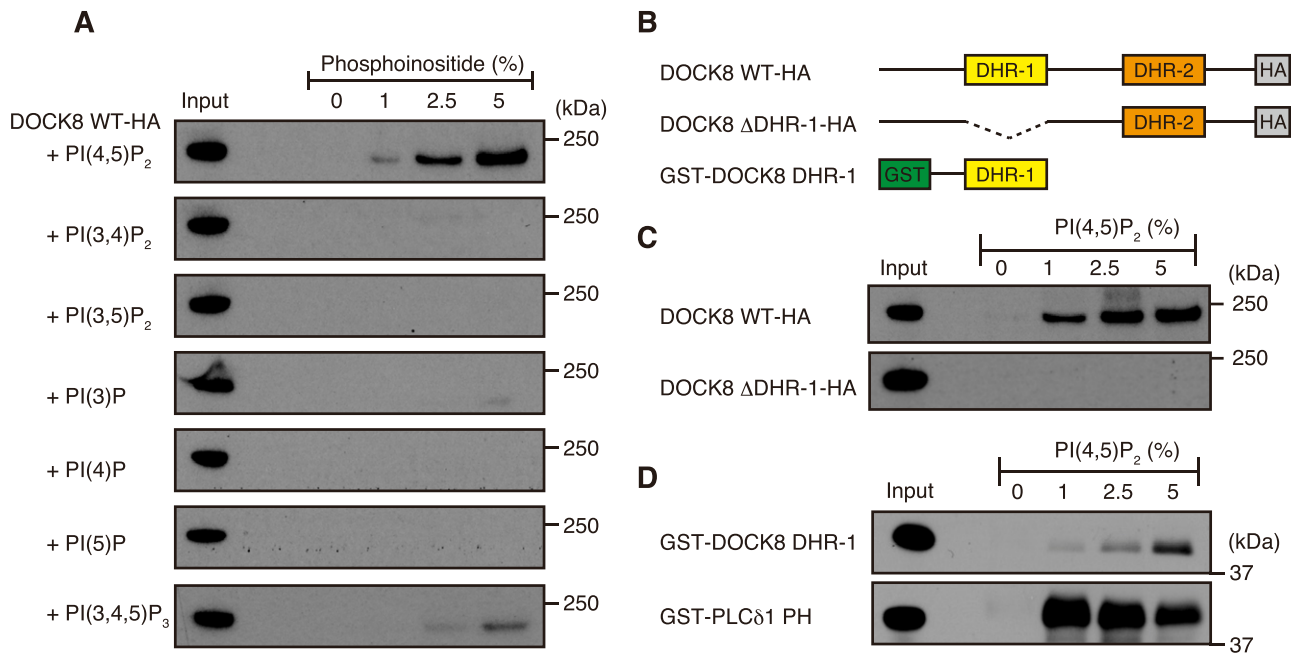 A
Phosphoinositide (%)
Input 0 1 2.5 5 (kDa)
DOCK8 WT-HA
+ PI(4,5)P2 250
+ PI(3,4)P2 250
+ PI(3,5)P2 250
+ PI(3)P 250
+ PI(4)P 250
+ PI(5)P 250
+ PI(3,4,5)P3 250
B
DOCK8 WT-HA DHR-1 DHR-2 HA
DOCK8 ΔDHR-1-HA DHR-2 HA
GST-DOCK8 DHR-1 GST DHR-1
C
PI(4,5)P2 (%)
Input 0 1 2.5 5 (kDa)
DOCK8 WT-HA 250
DOCK8 ΔDHR-1-HA 250
D
PI(4,5)P2 (%)
Input 0 1 2.5 5
GST-DOCK8 DHR-1 (kDa)
37
GST-PLCδ1 PH
37